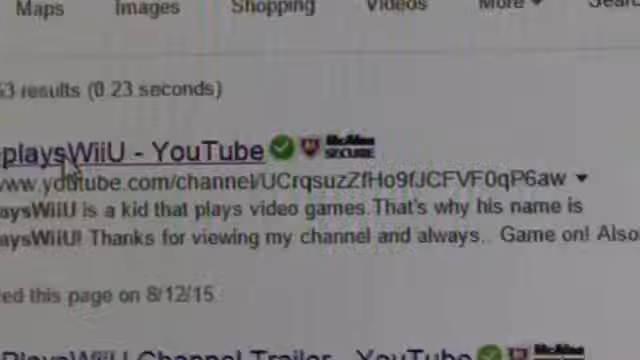 Maps Images Shopping Videos More
53 results (0.23 seconds)
playsWiiU - YouTube McAfee SECURE
www.youtube.com/channel/UCrqsuzZfHo9fJCFVF0qP6aw
aysWiiU is a kid that plays video games.That's why his name is
aysWiiU! Thanks for viewing my channel and always.. Game on! Also
ed this page on 8/12/15
PlaysWiiU Channel Trailer - YouTube